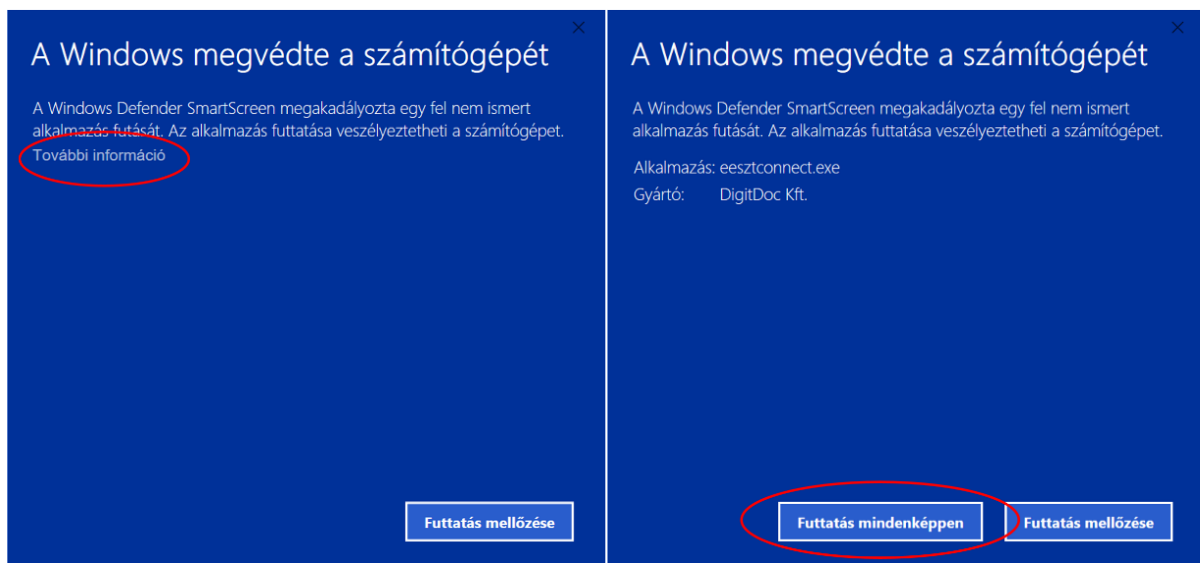 A Windows megvédte a számítógépét
A Windows Defender SmartScreen megakadályozta egy fel nem ismert
alkalmazás futását. Az alkalmazás futtatása veszélyeztetheti a számítógépet.
További információ
Futtatás mellőzése
A Windows megvédte a számítógépét
A Windows Defender SmartScreen megakadályozta egy fel nem ismert
alkalmazás futását. Az alkalmazás futtatása veszélyeztetheti a számítógépet.
Alkalmazás: eesztconnect.exe
Gyártó: DigitDoc Kft.
Futtatás mindenképpen Futtatás mellőzése